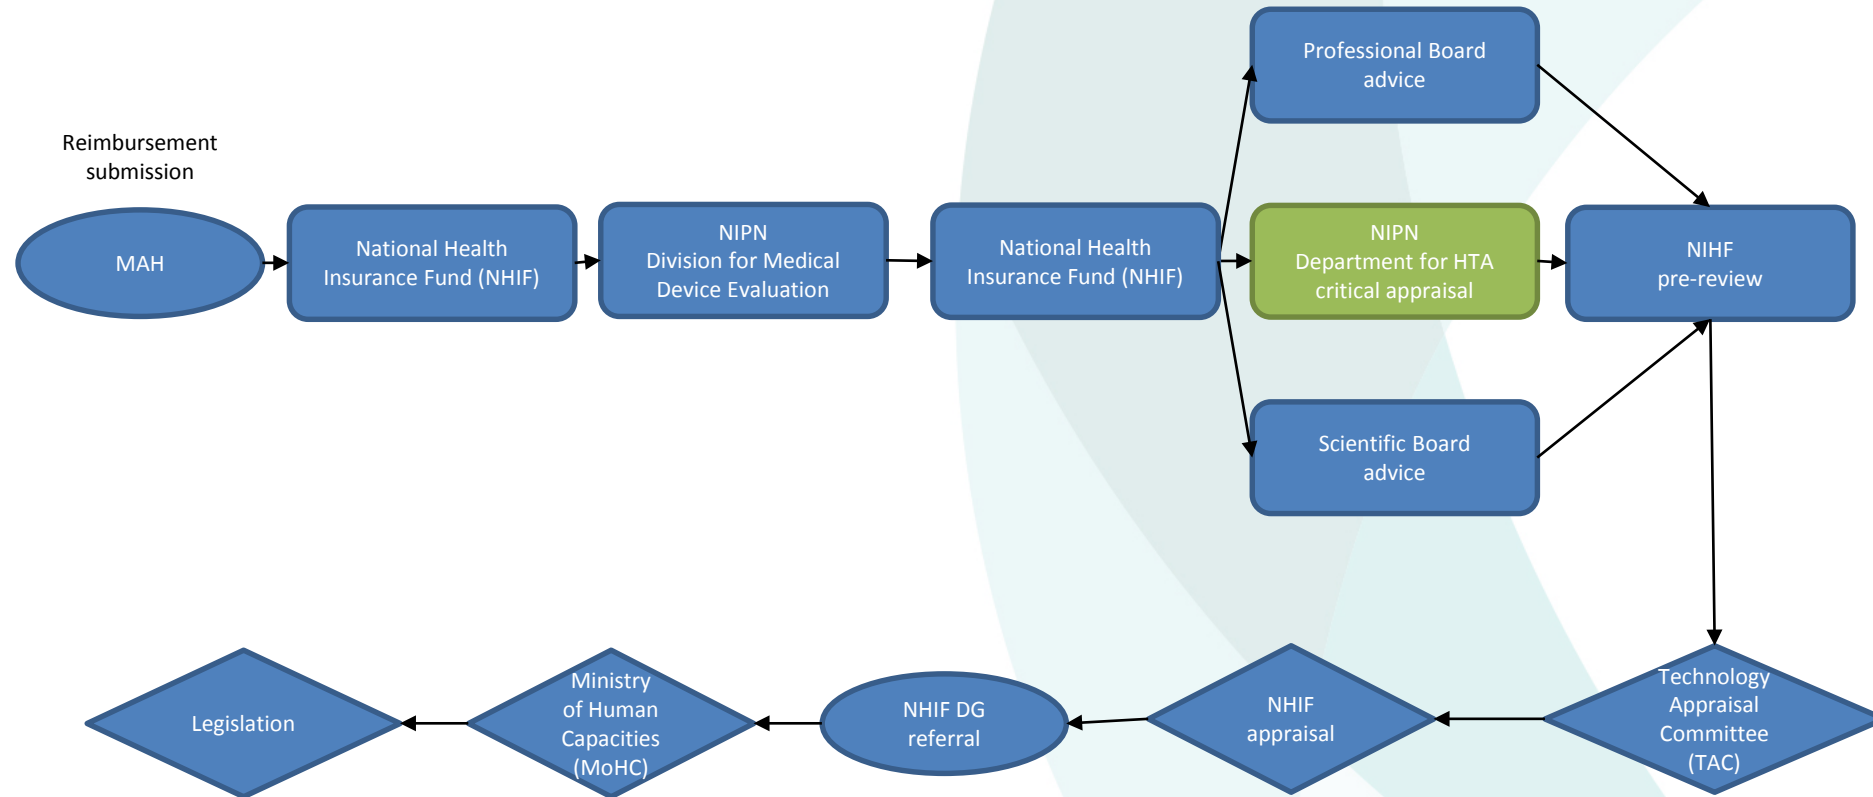 Reimbursement
submission
MAH
National Health
Insurance Fund (NHIF)
NIPN
Division for Medical
Device Evaluation
National Health
Insurance Fund (NHIF)
Professional Board
advice
NIPN
Department for HTA
critical appraisal
Scientific Board
advice
NIHF
pre-review
Technology
Appraisal
Committee
(TAC)
NHIF
appraisal
NHIF DG
referral
Ministry
of Human
Capacities
(MoHC)
Legislation